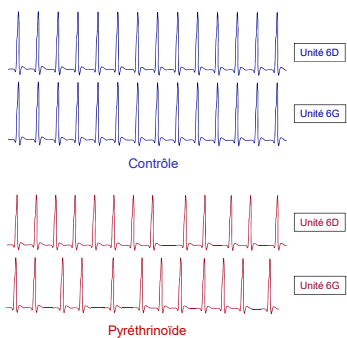 Unité 6D
Unité 6G
Contrôle
Unité 6D
Unité 6G
Pyréthrinoïde